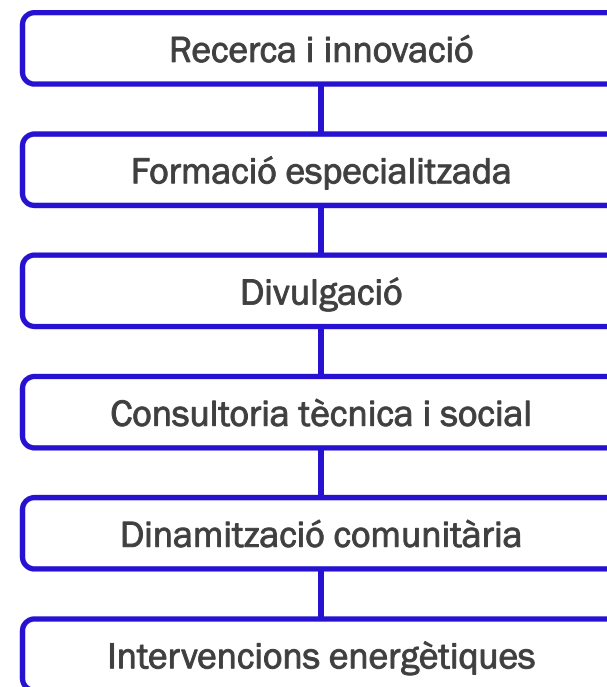 Recerca i innovació
Formació especialitzada
Divulgació
Consultoria tècnica i social
Dinamització comunitària
Intervencions energètiques